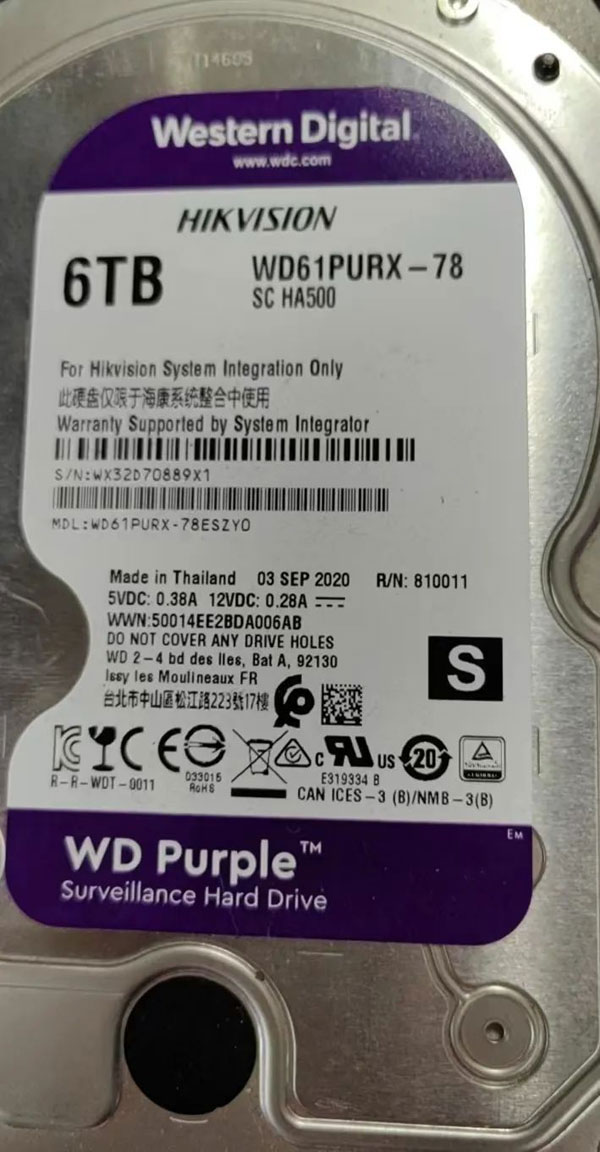 114609
Western Digital
www.wdc.com
HIKVISION
6TB
WD61PURX-78
SC HA500
For Hikvision System Integration Only
此硬盘仅限于海康系统整合中使用
Warranty Supported by System Integrator
S/N:WX32D70889X1
MDL:WD61PURX-78ESZY0
Made in Thailand 03 SEP 2020 R/N: 810011
5VDC: 0.38A 12VDC: 0.28A
WWN:50014EE2BDA006AB
DO NOT COVER ANY DRIVE HOLES
WD 2-4 bd des Iles, Bat A, 92130
Issy les Moulineaux FR
台北市中山區松江路223號17樓
S
CE
c UR US 20
R-R-WDT-0011
D33015
RoHS
E319334 B
CAN ICES-3 (B)/NMB-3(B)
EM
WD Purple™
Surveillance Hard Drive